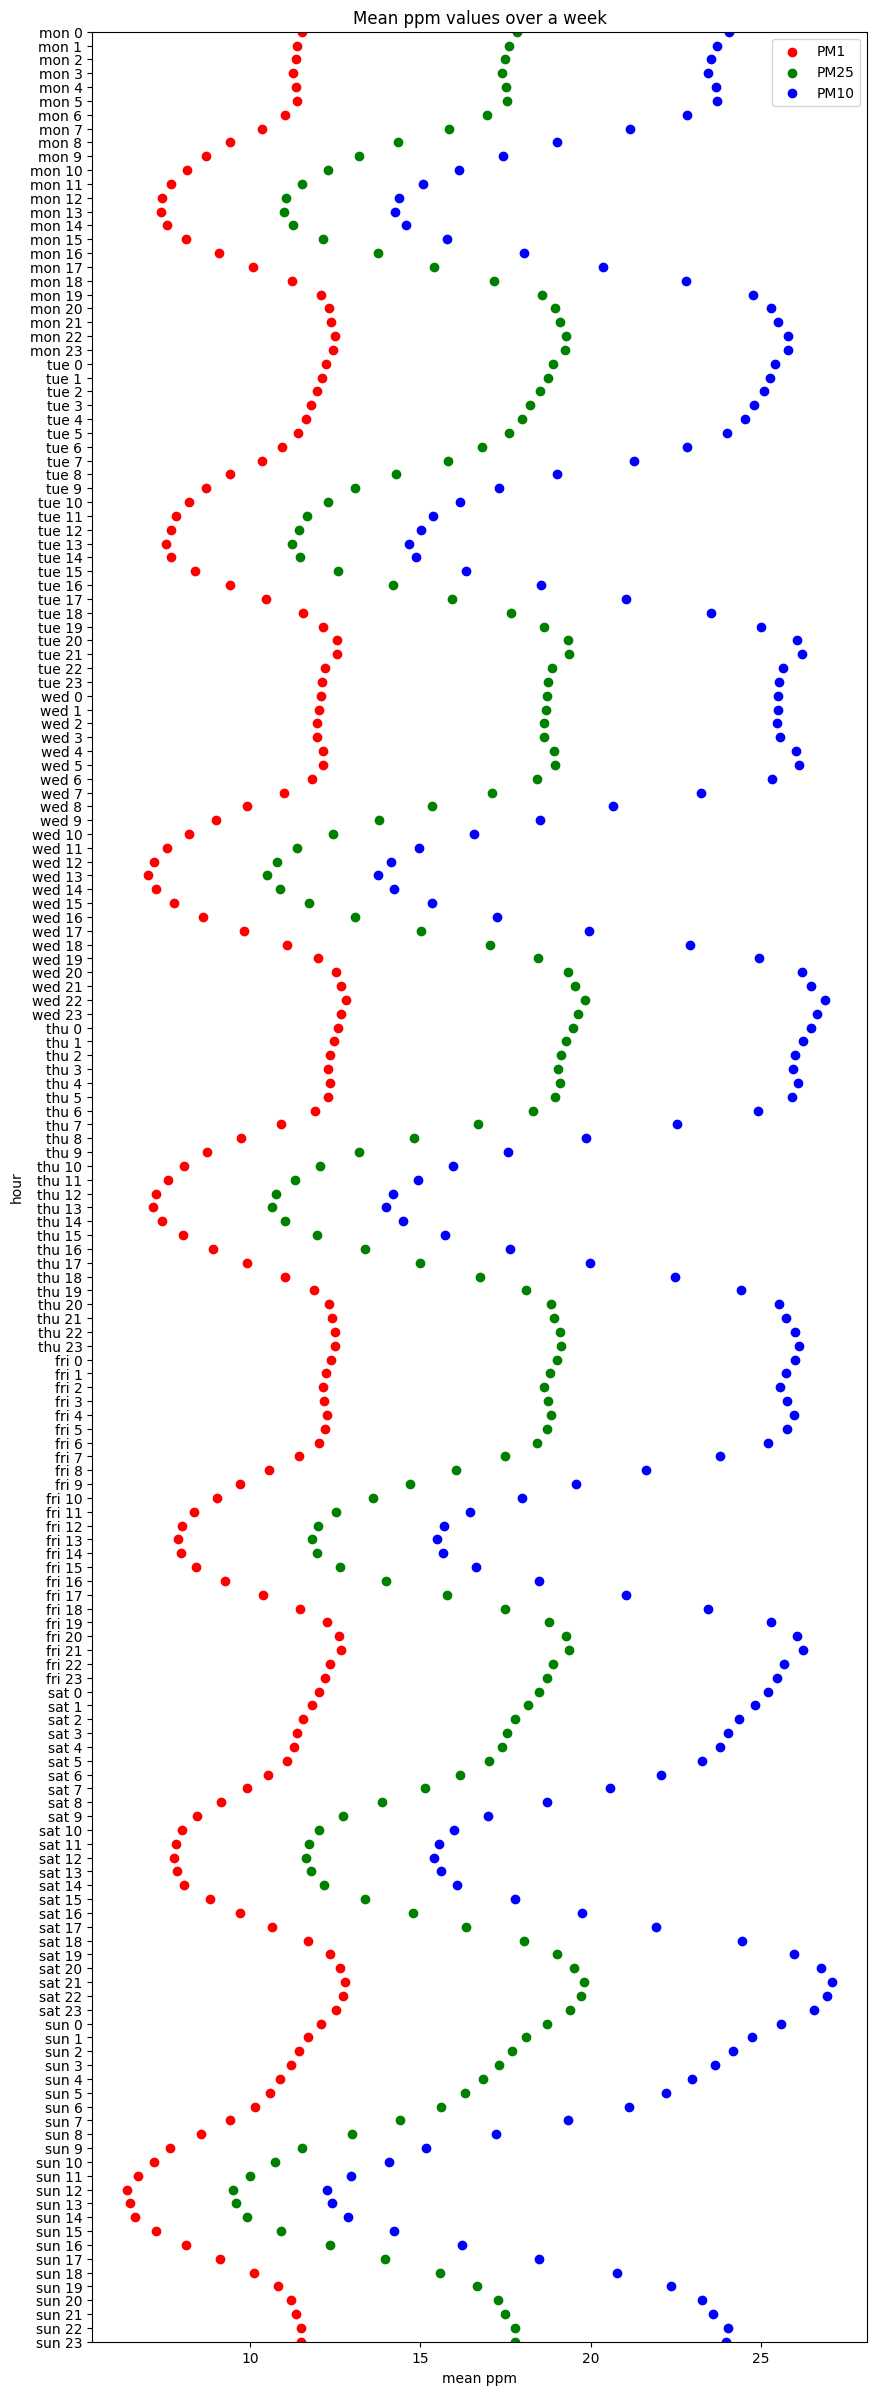 Mean ppm values over a week
PM1
PM25
PM10
mon 0
mon 1
mon 2
mon 3
mon 4
mon 5
mon 6
mon 7
mon 8
mon 9
mon 10
mon 11
mon 12
mon 13
mon 14
mon 15
mon 16
mon 17
mon 18
mon 19
mon 20
mon 21
mon 22
mon 23
tue 0
tue 1
tue 2
tue 3
tue 4
tue 5
tue 6
tue 7
tue 8
tue 9
tue 10
tue 11
tue 12
tue 13
tue 14
tue 15
tue 16
tue 17
tue 18
tue 19
tue 20
tue 21
tue 22
tue 23
wed 0
wed 1
wed 2
wed 3
wed 4
wed 5
wed 6
wed 7
wed 8
wed 9
wed 10
wed 11
wed 12
wed 13
wed 14
wed 15
wed 16
wed 17
wed 18
wed 19
wed 20
wed 21
wed 22
wed 23
thu 0
thu 1
thu 2
thu 3
thu 4
thu 5
thu 6
thu 7
thu 8
thu 9
thu 10
thu 11
thu 12
thu 13
thu 14
thu 15
thu 16
thu 17
thu 18
thu 19
thu 20
thu 21
thu 22
thu 23
fri 0
fri 1
fri 2
fri 3
fri 4
fri 5
fri 6
fri 7
fri 8
fri 9
fri 10
fri 11
fri 12
fri 13
fri 14
fri 15
fri 16
fri 17
fri 18
fri 19
fri 20
fri 21
fri 22
fri 23
sat 0
sat 1
sat 2
sat 3
sat 4
sat 5
sat 6
sat 7
sat 8
sat 9
sat 10
sat 11
sat 12
sat 13
sat 14
sat 15
sat 16
sat 17
sat 18
sat 19
sat 20
sat 21
sat 22
sat 23
sun 0
sun 1
sun 2
sun 3
sun 4
sun 5
sun 6
sun 7
sun 8
sun 9
sun 10
sun 11
sun 12
sun 13
sun 14
sun 15
sun 16
sun 17
sun 18
sun 19
sun 20
sun 21
sun 22
sun 23
hour
10 15 20 25
mean ppm